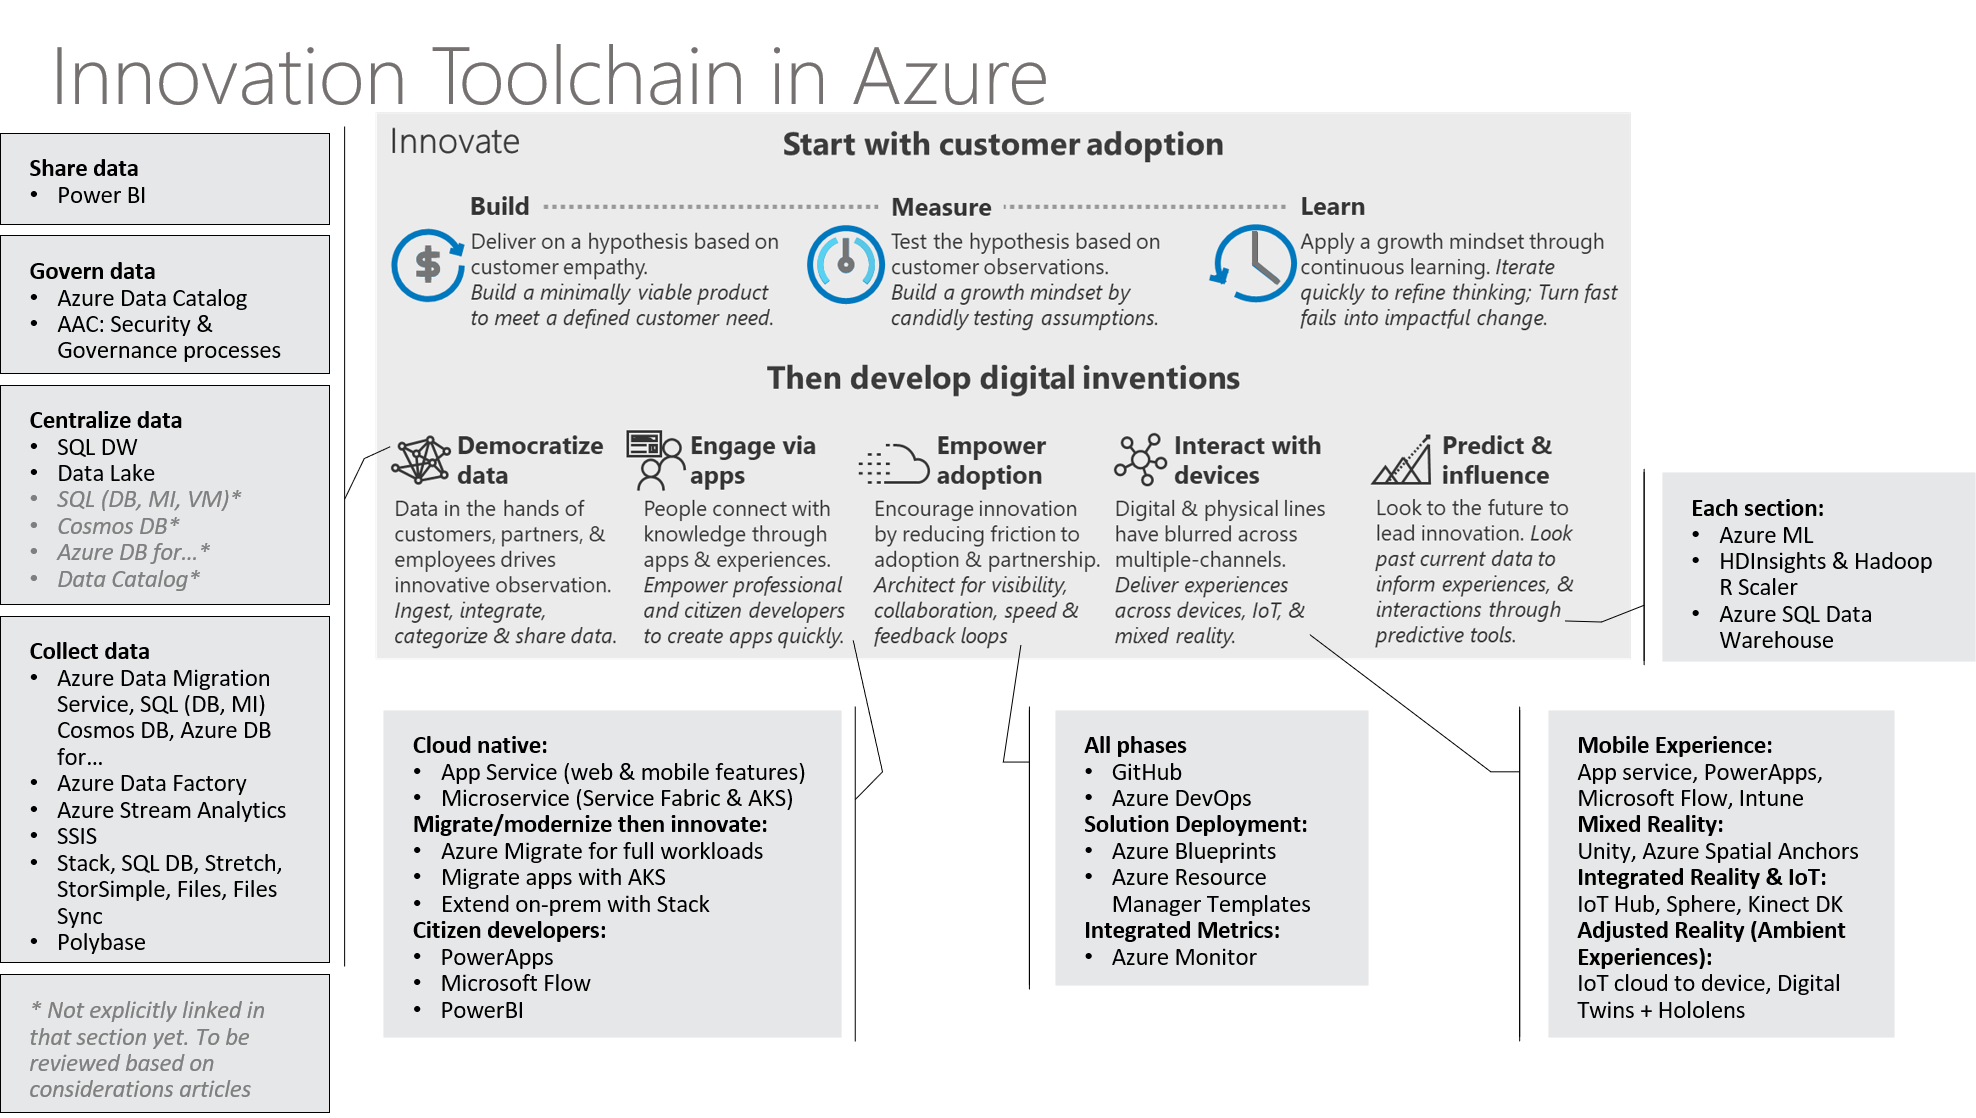 Innovation Toolchain in Azure
Share data
• Power BI
Govern data
• Azure Data Catalog
• AAC: Security &
Governance processes
Centralize data
• SQL DW
• Data Lake
• SQL (DB, MI, VM)*
• Cosmos DB*
• Azure DB for...*
• Data Catalog*
Collect data
• Azure Data Migration
Service, SQL (DB, MI)
Cosmos DB, Azure DB
for...
• Azure Data Factory
• Azure Stream Analytics
• SSIS
• Stack, SQL DB, Stretch,
StorSimple, Files, Files
Sync
• Polybase
* Not explicitly linked in
that section yet. To be
reviewed based on
considerations articles
Innovate
Start with customer adoption
Build
Deliver on a hypothesis based on
customer empathy.
Build a minimally viable product
to meet a defined customer need.
Measure
Test the hypothesis based on
customer observations.
Build a growth mindset by
candidly testing assumptions.
Learn
Apply a growth mindset through
continuous learning. Iterate
quickly to refine thinking; Turn fast
fails into impactful change.
Then develop digital inventions
Democratize
data
Data in the hands of
customers, partners, &
employees drives
innovative observation.
Ingest, integrate,
categorize & share data.
Engage via
apps
People connect with
knowledge through
apps & experiences.
Empower professional
and citizen developers
to create apps quickly.
Empower
adoption
Encourage innovation
by reducing friction to
adoption & partnership.
Architect for visibility,
collaboration, speed &
feedback loops
Interact with
devices
Digital & physical lines
have blurred across
multiple-channels.
Deliver experiences
across devices, IoT, &
mixed reality.
Predict &
influence
Look to the future to
lead innovation. Look
past current data to
inform experiences, &
interactions through
predictive tools.
Each section:
• Azure ML
• HDInsights & Hadoop
R Scaler
• Azure SQL Data
Warehouse
Cloud native:
• App Service (web & mobile features)
• Microservice (Service Fabric & AKS)
Migrate/modernize then innovate:
• Azure Migrate for full workloads
• Migrate apps with AKS
• Extend on-prem with Stack
Citizen developers:
• PowerApps
• Microsoft Flow
• PowerBI
All phases
• GitHub
• Azure DevOps
Solution Deployment:
• Azure Blueprints
• Azure Resource
Manager Templates
Integrated Metrics:
• Azure Monitor
Mobile Experience:
App service, PowerApps,
Microsoft Flow, Intune
Mixed Reality:
Unity, Azure Spatial Anchors
Integrated Reality & IoT:
IoT Hub, Sphere, Kinect DK
Adjusted Reality (Ambient
Experiences):
IoT cloud to device, Digital
Twins + Hololens